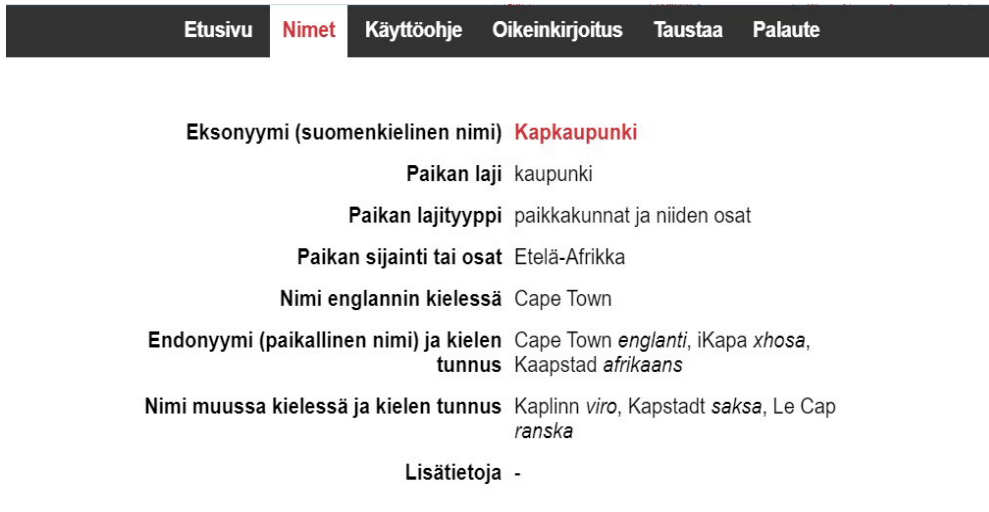 Etusivu Nimet Käyttöohje Oikeinkirjoitus Taustaa Palaute
Eksonyymi (suomenkielinen nimi) Kapkaupunki
Paikan laji kaupunki
Paikan lajityyppi paikkakunnat ja niiden osat
Paikan sijainti tai osat Etelä-Afrikka
Nimi englannin kielessä Cape Town
Endonyymi (paikallinen nimi) ja kielen Cape Town englanti, iKapa xhosa,
tunnus Kaapstad afrikaans
Nimi muussa kielessä ja kielen tunnus Kaplinn viro, Kapstadt saksa, Le Cap
ranska
Lisätietoja -